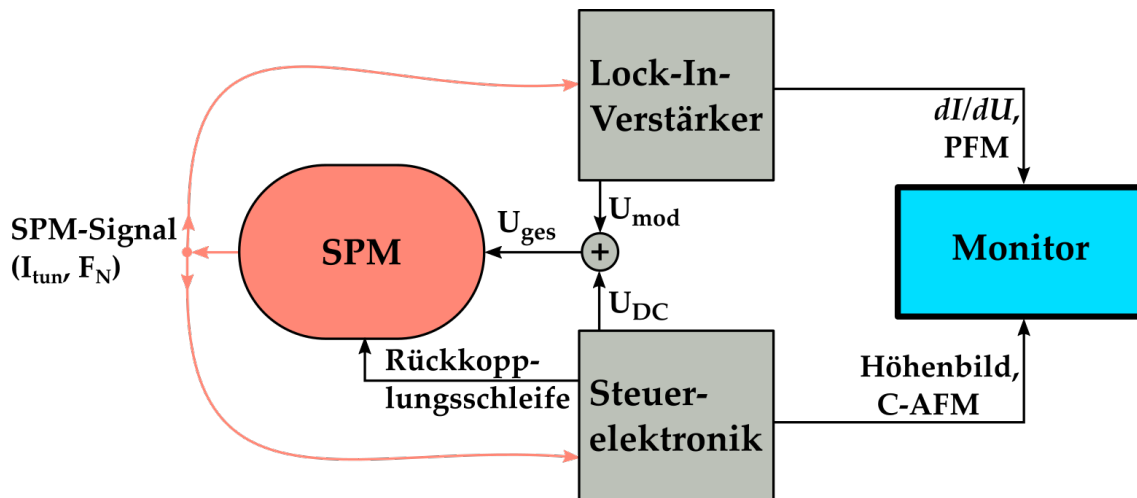 Lock-In-
Verstärker
dI/dU,
PFM
SPM-Signal
(I_tun, F_N)
SPM
U_ges
U_mod
+
U_DC
Monitor
Rückkopp-
lungsschleife
Steuer-
elektronik
Höhenbild,
C-AFM